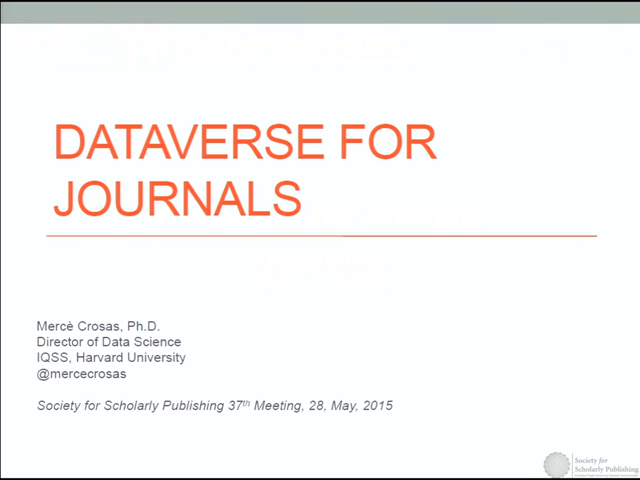 DATAVERSE FOR
JOURNALS
Mercè Crosas, Ph.D.
Director of Data Science
IQSS, Harvard University
@mercecrosas
Society for Scholarly Publishing 37th Meeting, 28, May, 2015
Society for
Scholarly Publishing